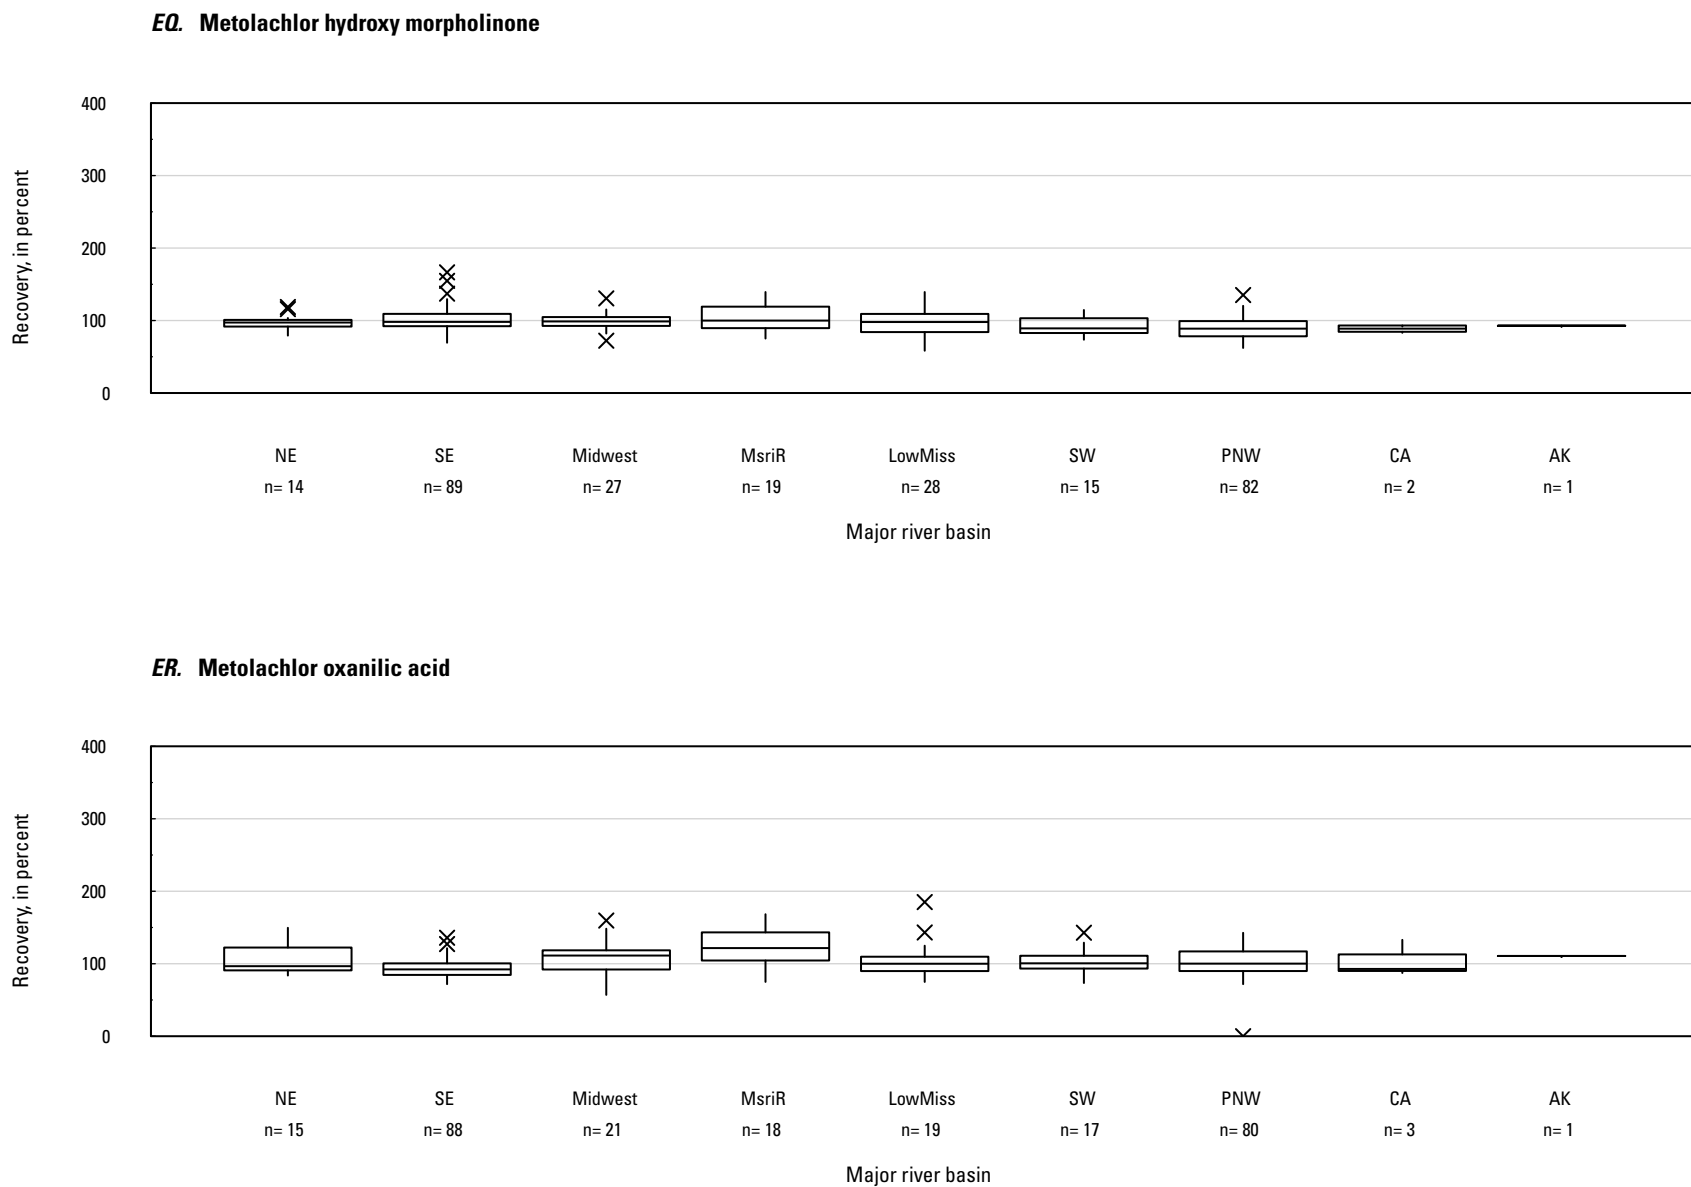 EQ. Metolachlor hydroxy morpholinone
400
300
200
100
0
Recovery, in percent
NE SE Midwest MsriR LowMiss SW PNW CA AK
n= 14 n= 89 n= 27 n= 19 n= 28 n= 15 n= 82 n= 2 n= 1
Major river basin
ER. Metolachlor oxanilic acid
400
300
200
100
0
Recovery, in percent
NE SE Midwest MsriR LowMiss SW PNW CA AK
n= 15 n= 88 n= 21 n= 18 n= 19 n= 17 n= 80 n= 3 n= 1
Major river basin